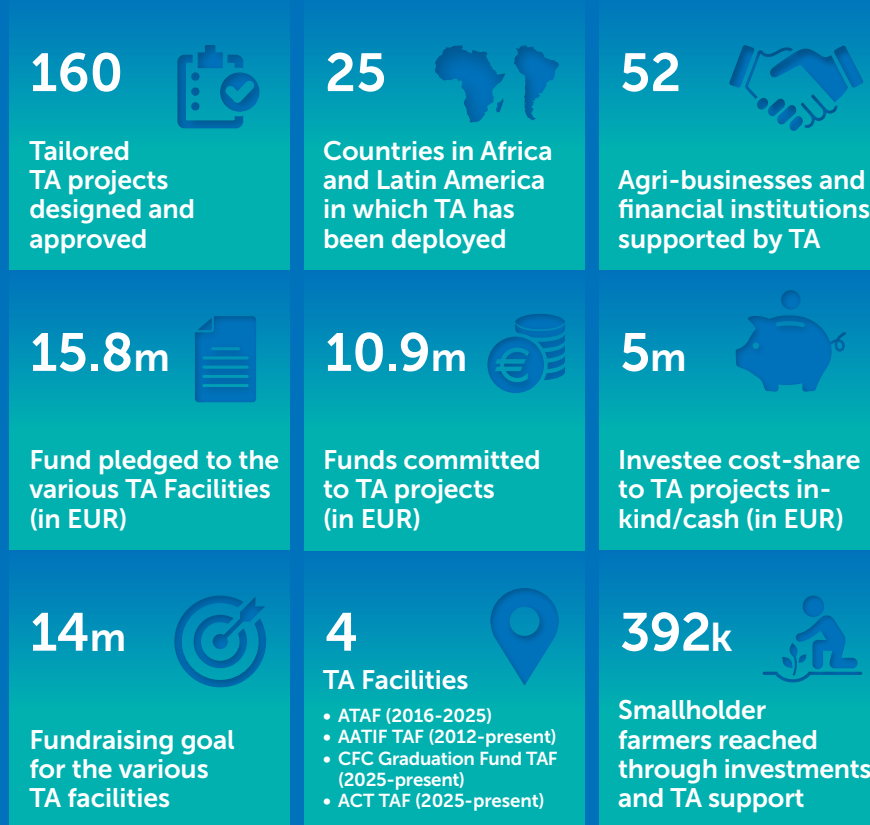 160
Tailored
TA projects
designed and
approved
25
Countries in Africa
and Latin America
in which TA has
been deployed
52
Agri-businesses and
financial institutions
supported by TA
15.8m
Fund pledged to the
various TA Facilities
(in EUR)
10.9m
€
Funds committed
to TA projects
(in EUR)
5m
Investee cost-share
to TA projects in-
kind/cash (in EUR)
14m
Fundraising goal
for the various
TA facilities
4
TA Facilities
• ATAF (2016-2025)
• AATIF TAF (2012-present)
• CFC Graduation Fund TAF
(2025-present)
• ACT TAF (2025-present)
392k
Smallholder
farmers reached
through investments
and TA support